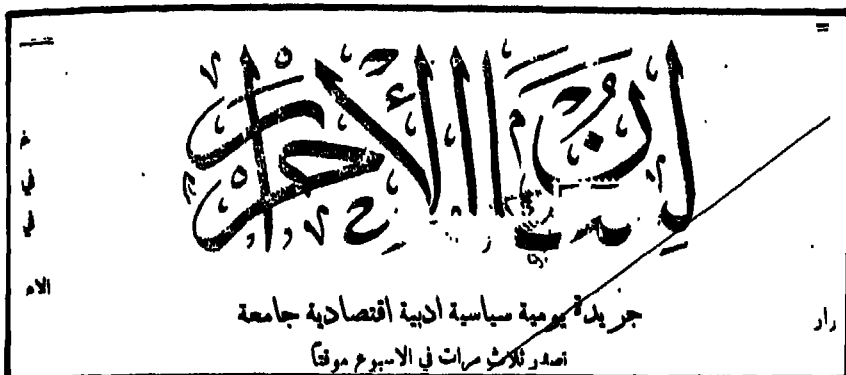 لسان الأحرار
جريدة يومية سياسية ادبية اقتصادية جامعة
تصدر ثلاث مرات في الاسبوع موقتاً